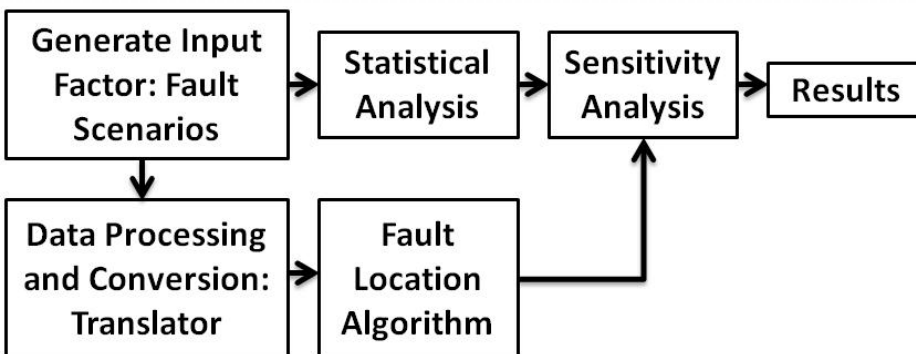 Generate Input
Factor: Fault
Scenarios
Statistical
Analysis
Sensitivity
Analysis
Results
Data Processing
and Conversion:
Translator
Fault
Location
Algorithm